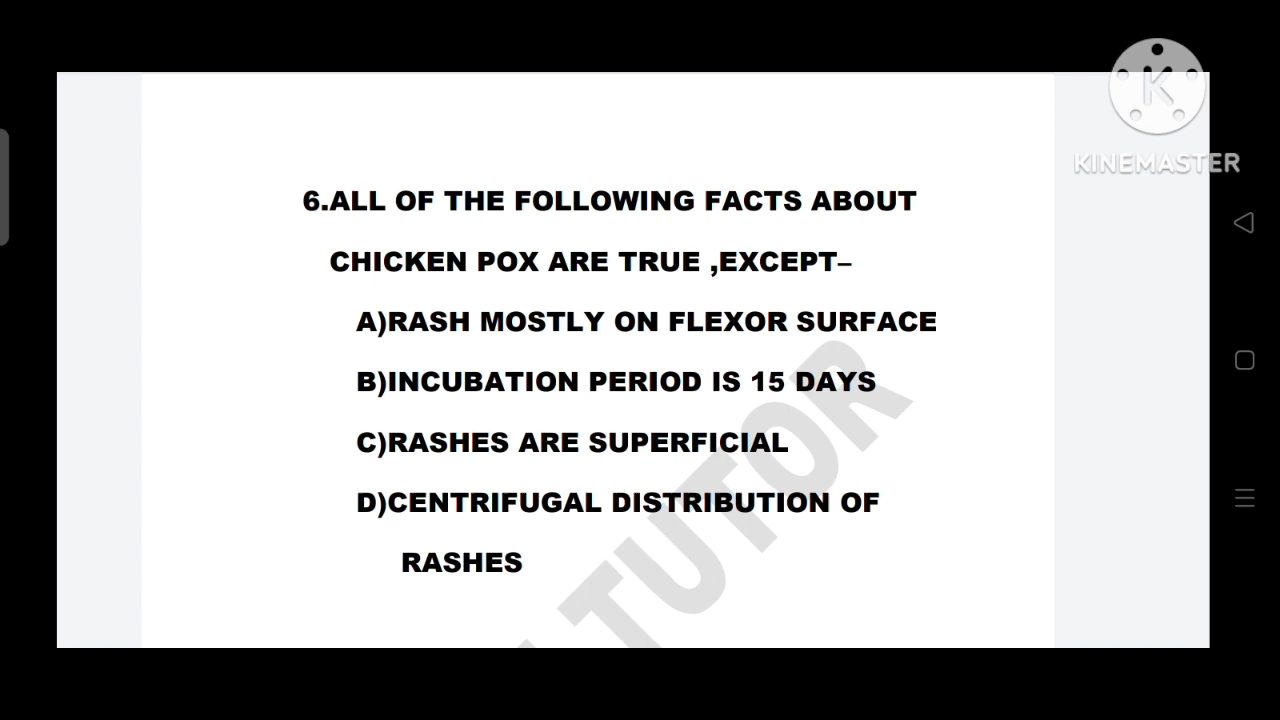 KINEMASTER
6.ALL OF THE FOLLOWING FACTS ABOUT
CHICKEN POX ARE TRUE ,EXCEPT–
A)RASH MOSTLY ON FLEXOR SURFACE
B)INCUBATION PERIOD IS 15 DAYS
C)RASHES ARE SUPERFICIAL
D)CENTRIFUGAL DISTRIBUTION OF
RASHES
TUTOR